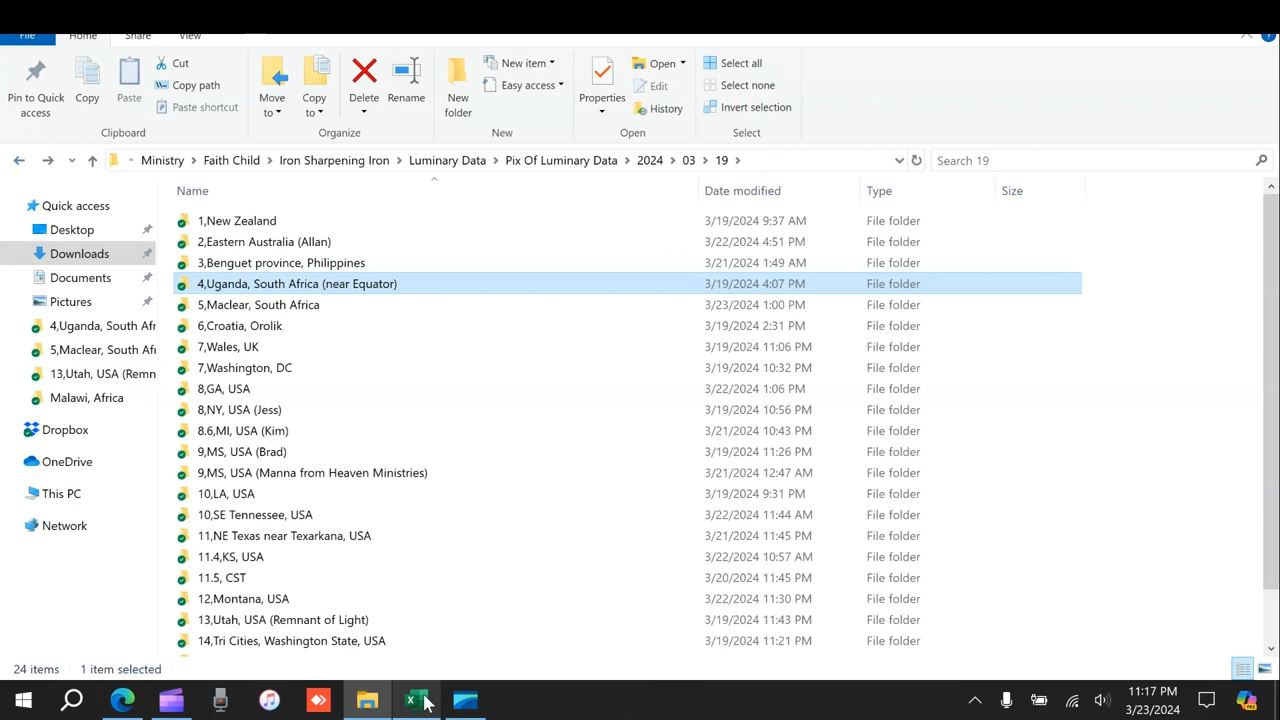 File Home Share View
Cut
Copy path
Paste shortcut
Pin to Quick access
Copy
Paste
Clipboard
Move to
Copy to
Delete
Rename
Organize
New folder
New item
Easy access
New
Properties
Open
Edit
History
Open
Select all
Select none
Invert selection
Select
« Ministry > Faith Child > Iron Sharpening Iron > Luminary Data > Pix Of Luminary Data > 2024 > 03 > 19 >
Search 19
Name Date modified Type Size
Quick access
Desktop
Downloads
Documents
Pictures
4,Uganda, South Afr
5,Maclear, South Afr
13,Utah, USA (Remn
Malawi, Africa
Dropbox
OneDrive
This PC
Network
1,New Zealand 3/19/2024 9:37 AM File folder
2,Eastern Australia (Allan) 3/22/2024 4:51 PM File folder
3,Benguet province, Philippines 3/21/2024 1:49 AM File folder
4,Uganda, South Africa (near Equator) 3/19/2024 4:07 PM File folder
5,Maclear, South Africa 3/23/2024 1:00 PM File folder
6,Croatia, Orolik 3/19/2024 2:31 PM File folder
7,Wales, UK 3/19/2024 11:06 PM File folder
7,Washington, DC 3/19/2024 10:32 PM File folder
8,GA, USA 3/22/2024 1:06 PM File folder
8,NY, USA (Jess) 3/19/2024 10:56 PM File folder
8.6,MI, USA (Kim) 3/21/2024 10:43 PM File folder
9,MS, USA (Brad) 3/19/2024 11:26 PM File folder
9,MS, USA (Manna from Heaven Ministries) 3/21/2024 12:47 AM File folder
10,LA, USA 3/19/2024 9:31 PM File folder
10,SE Tennessee, USA 3/22/2024 11:44 AM File folder
11,NE Texas near Texarkana, USA 3/21/2024 11:45 PM File folder
11.4,KS, USA 3/22/2024 10:57 AM File folder
11.5, CST 3/20/2024 11:45 PM File folder
12,Montana, USA 3/22/2024 11:30 PM File folder
13,Utah, USA (Remnant of Light) 3/19/2024 11:43 PM File folder
14,Tri Cities, Washington State, USA 3/19/2024 11:21 PM File folder
24 items 1 item selected
11:17 PM
3/23/2024